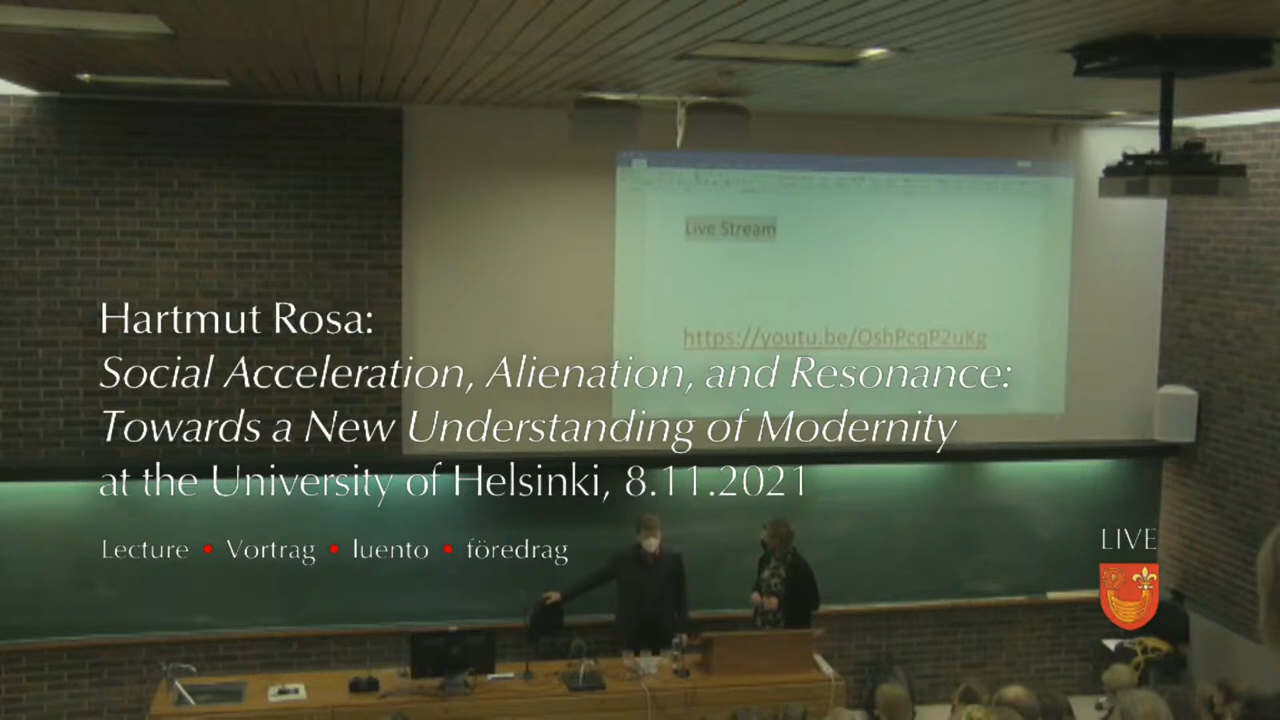 Live Stream
https://youtu.be/OshPcqP2uKg
Hartmut Rosa:
Social Acceleration, Alienation, and Resonance:
Towards a New Understanding of Modernity
at the University of Helsinki, 8.11.2021
Lecture • Vortrag • luento • föredrag
LIVE